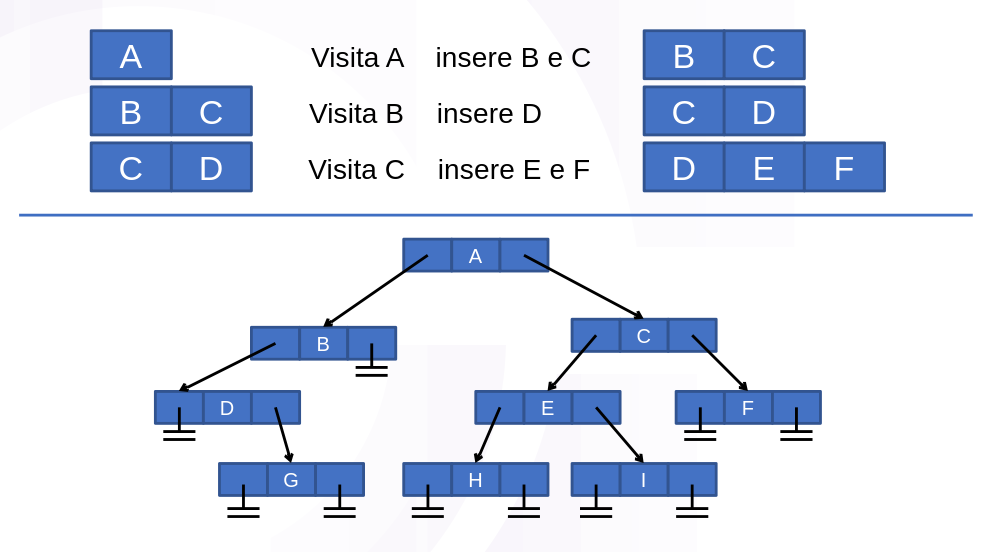 A Visita A insere B e C B C
B C Visita B insere D C D
C D Visita C insere E e F D E F
A
B C
D E F
G H I